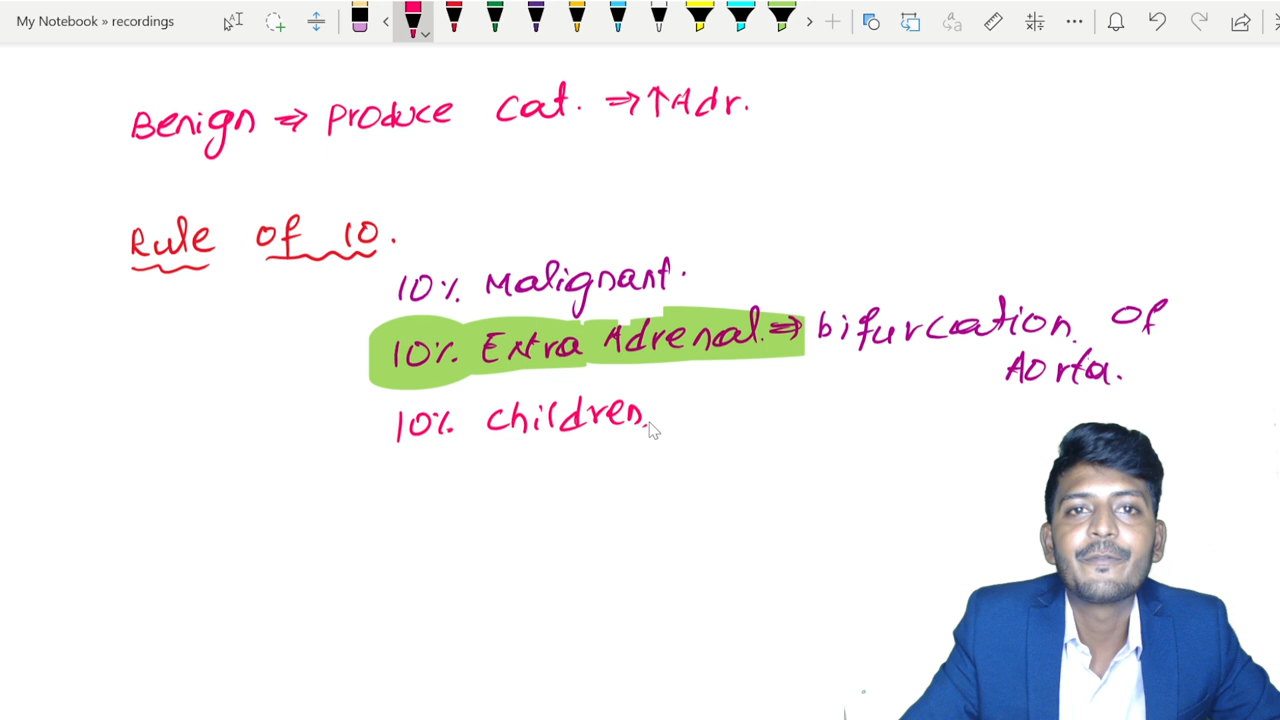 My Notebook » recordings
Benign ⇒ Produce cat. ⇒ ↑Adr.
Rule of 10.
10% Malignant.
10% Extra Adrenal. ⇒ bifurcation of
Aorta.
10% children.